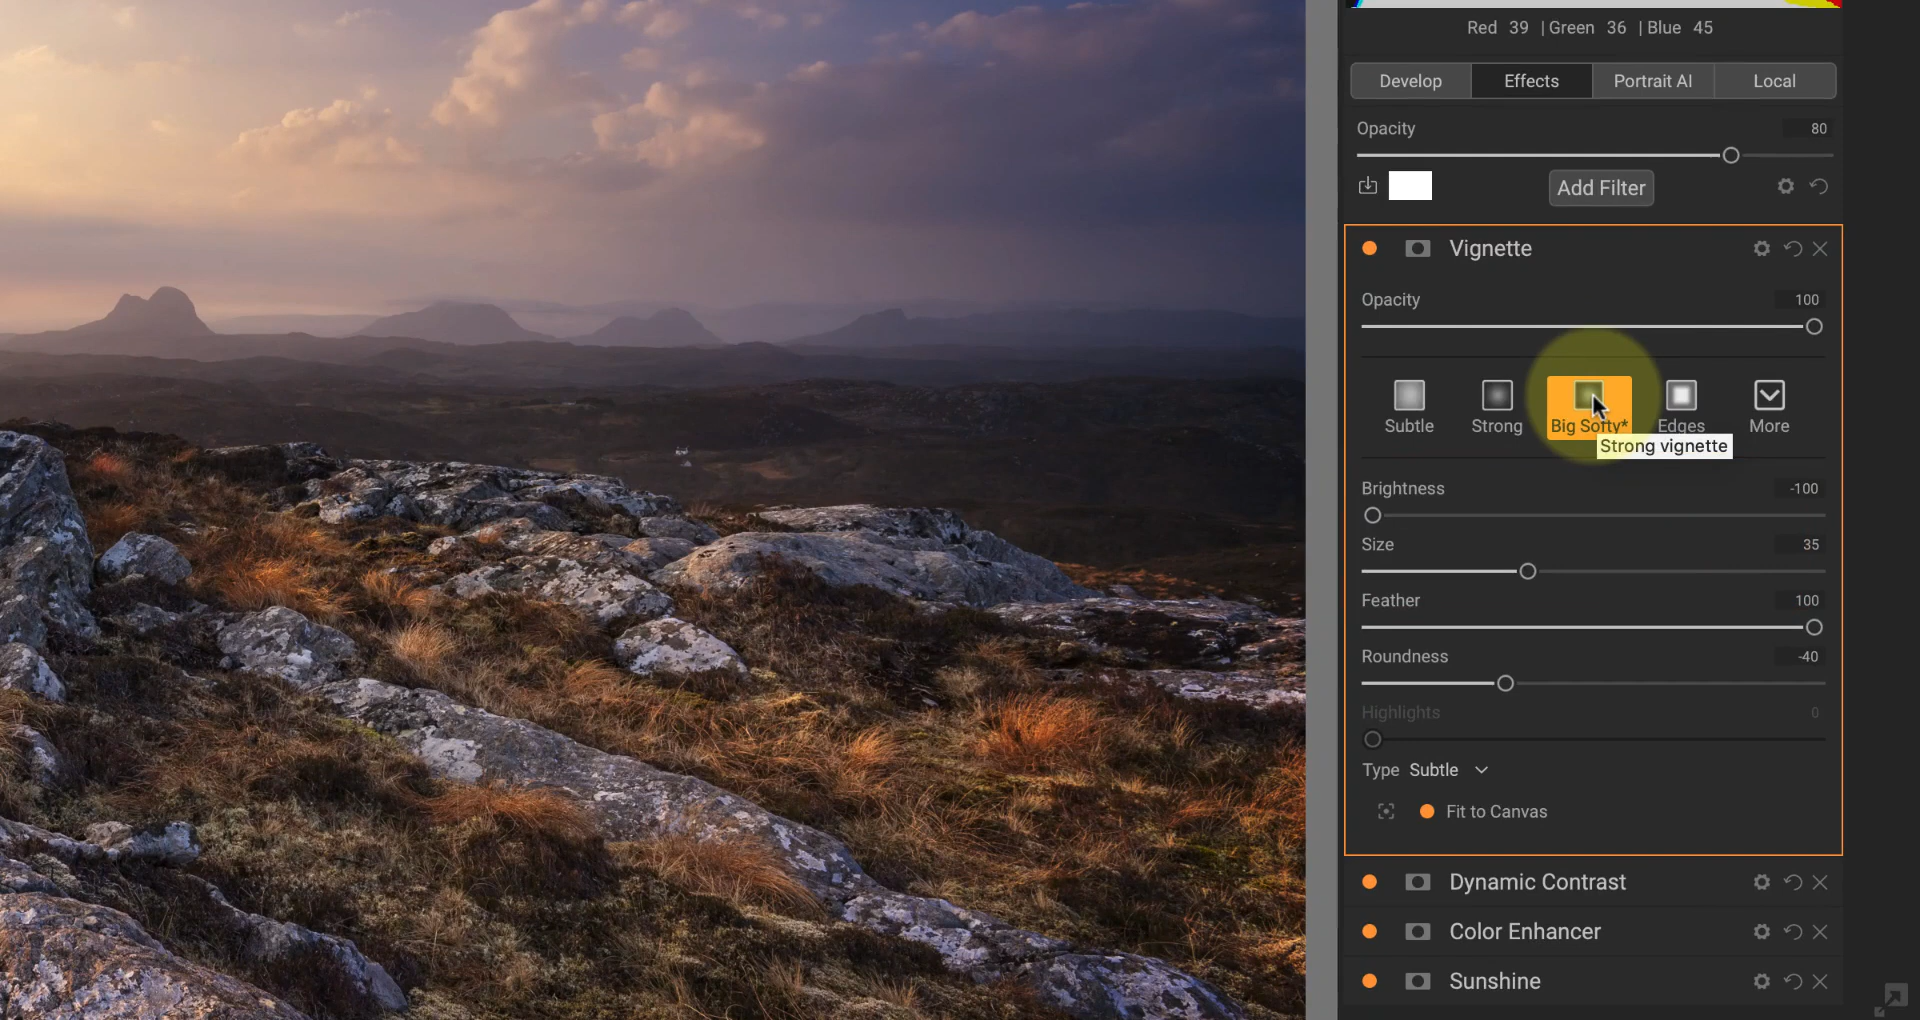 Red 39 | Green 36 | Blue 45
Develop Effects Portrait AI Local
Opacity 80
Add Filter
Vignette
Opacity 100
Subtle Strong Big Softy* Edges More
Strong vignette
Brightness -100
Size 35
Feather 100
Roundness -40
Highlights 0
Type Subtle
Fit to Canvas
Dynamic Contrast
Color Enhancer
Sunshine